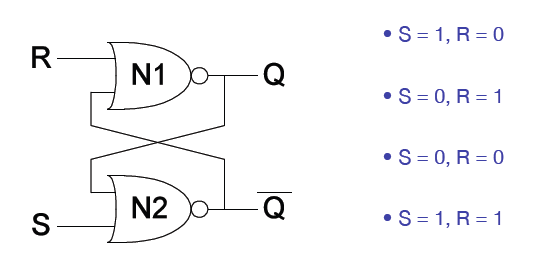 R
N1
Q
N2
Q̅
S
• S = 1, R = 0
• S = 0, R = 1
• S = 0, R = 0
• S = 1, R = 1